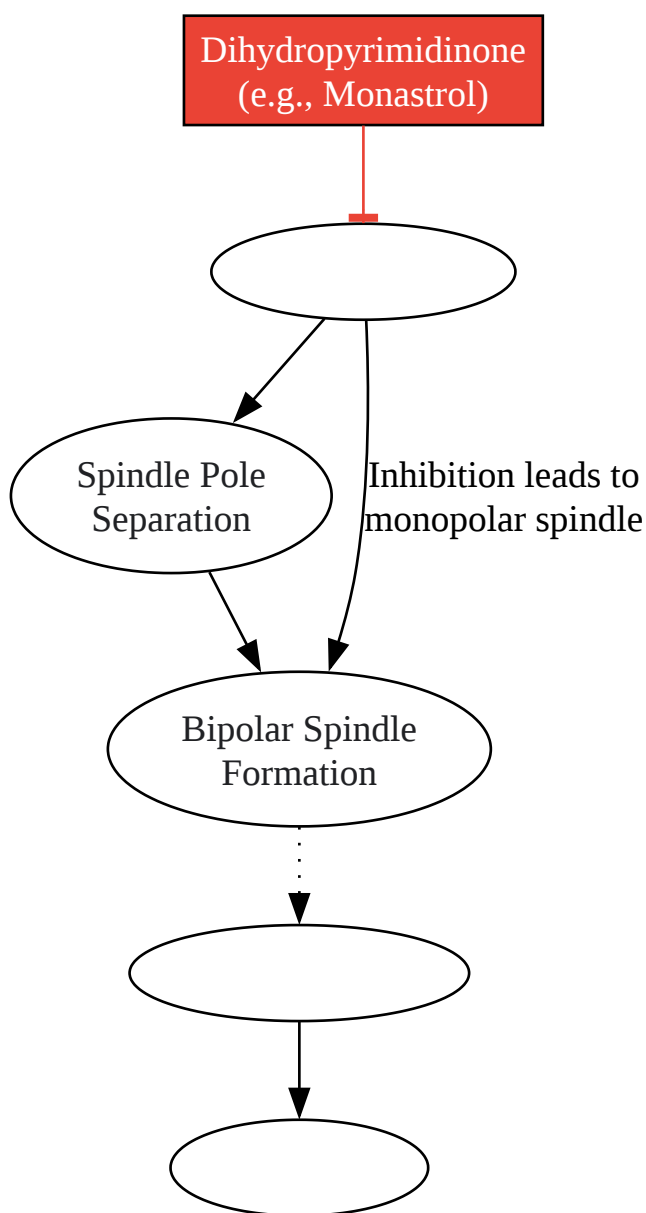 Dihydropyrimidinone
(e.g., Monastrol)
Spindle Pole
Separation
Inhibition leads to
monopolar spindle
Bipolar Spindle
Formation